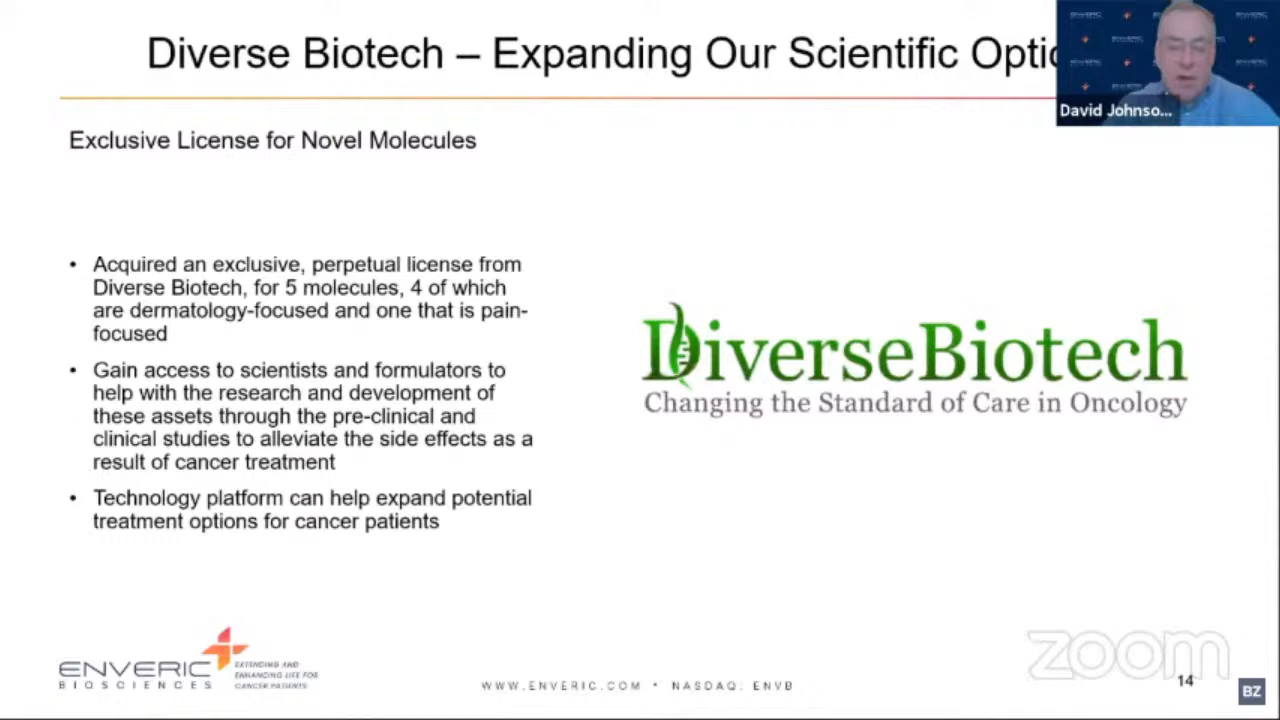 Diverse Biotech – Expanding Our Scientific Optio
David Johnso...
Exclusive License for Novel Molecules
• Acquired an exclusive, perpetual license from
Diverse Biotech, for 5 molecules, 4 of which
are dermatology-focused and one that is pain-
focused
• Gain access to scientists and formulators to
help with the research and development of
these assets through the pre-clinical and
clinical studies to alleviate the side effects as a
result of cancer treatment
• Technology platform can help expand potential
treatment options for cancer patients
DiverseBiotech
Changing the Standard of Care in Oncology
ENVERIC
BIOSCIENCES
EXTENDING AND
ENHANCING LIFE FOR
CANCER PATIENTS
WWW.ENVERIC.COM • NASDAQ: ENVB
zoom
14
BZ